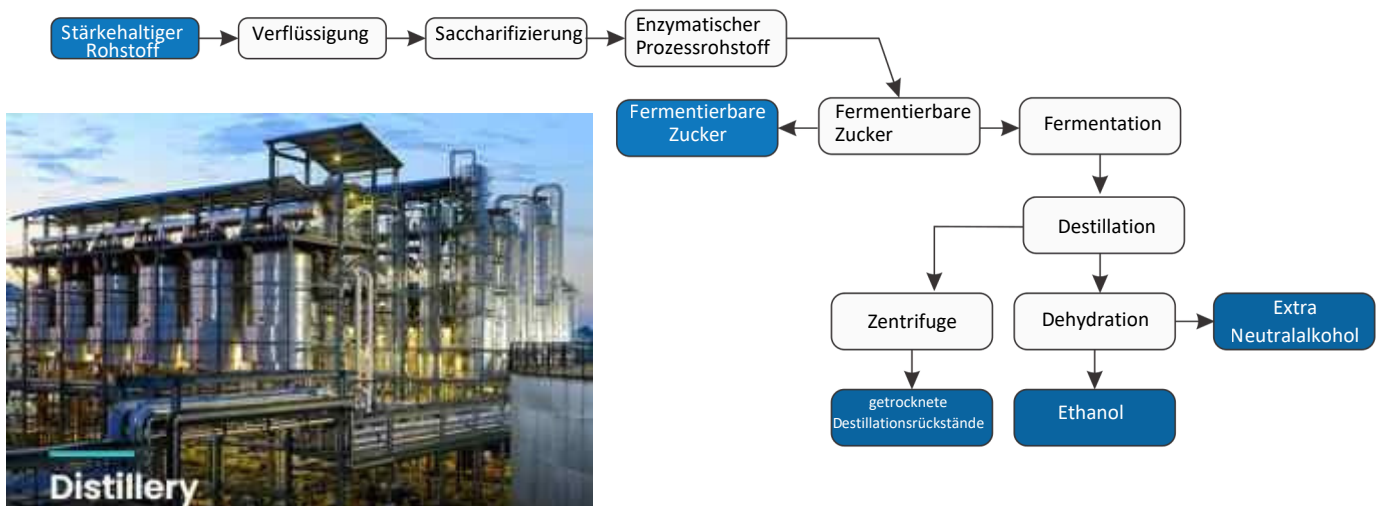 Stärkehaltiger
Rohstoff
Verflüssigung
Saccharifizierung
Enzymatischer
Prozessrohstoff
Fermentierbare
Zucker
Fermentierbare
Zucker
Fermentation
Destillation
Zentrifuge
Dehydration
Extra
Neutralalkohol
getrocknete
Destillationsrückstände
Ethanol
Distillery